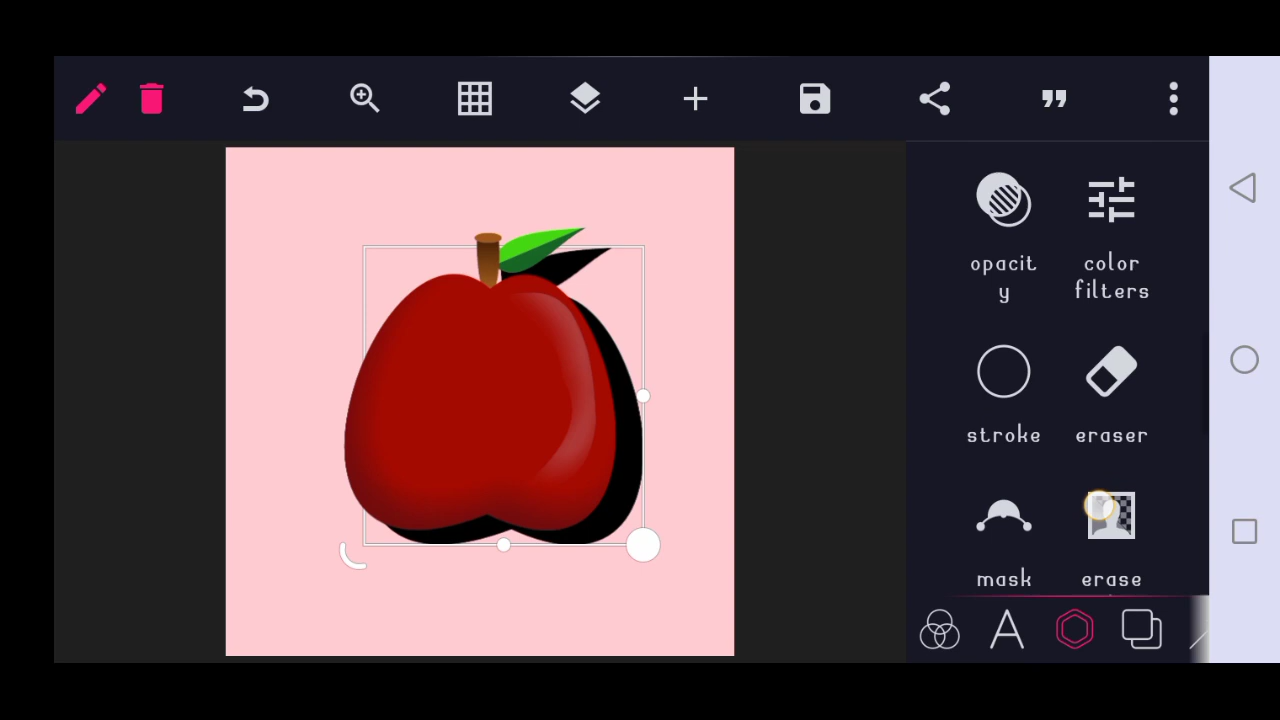 opacit
y
color
filters
stroke
eraser
mask
erase